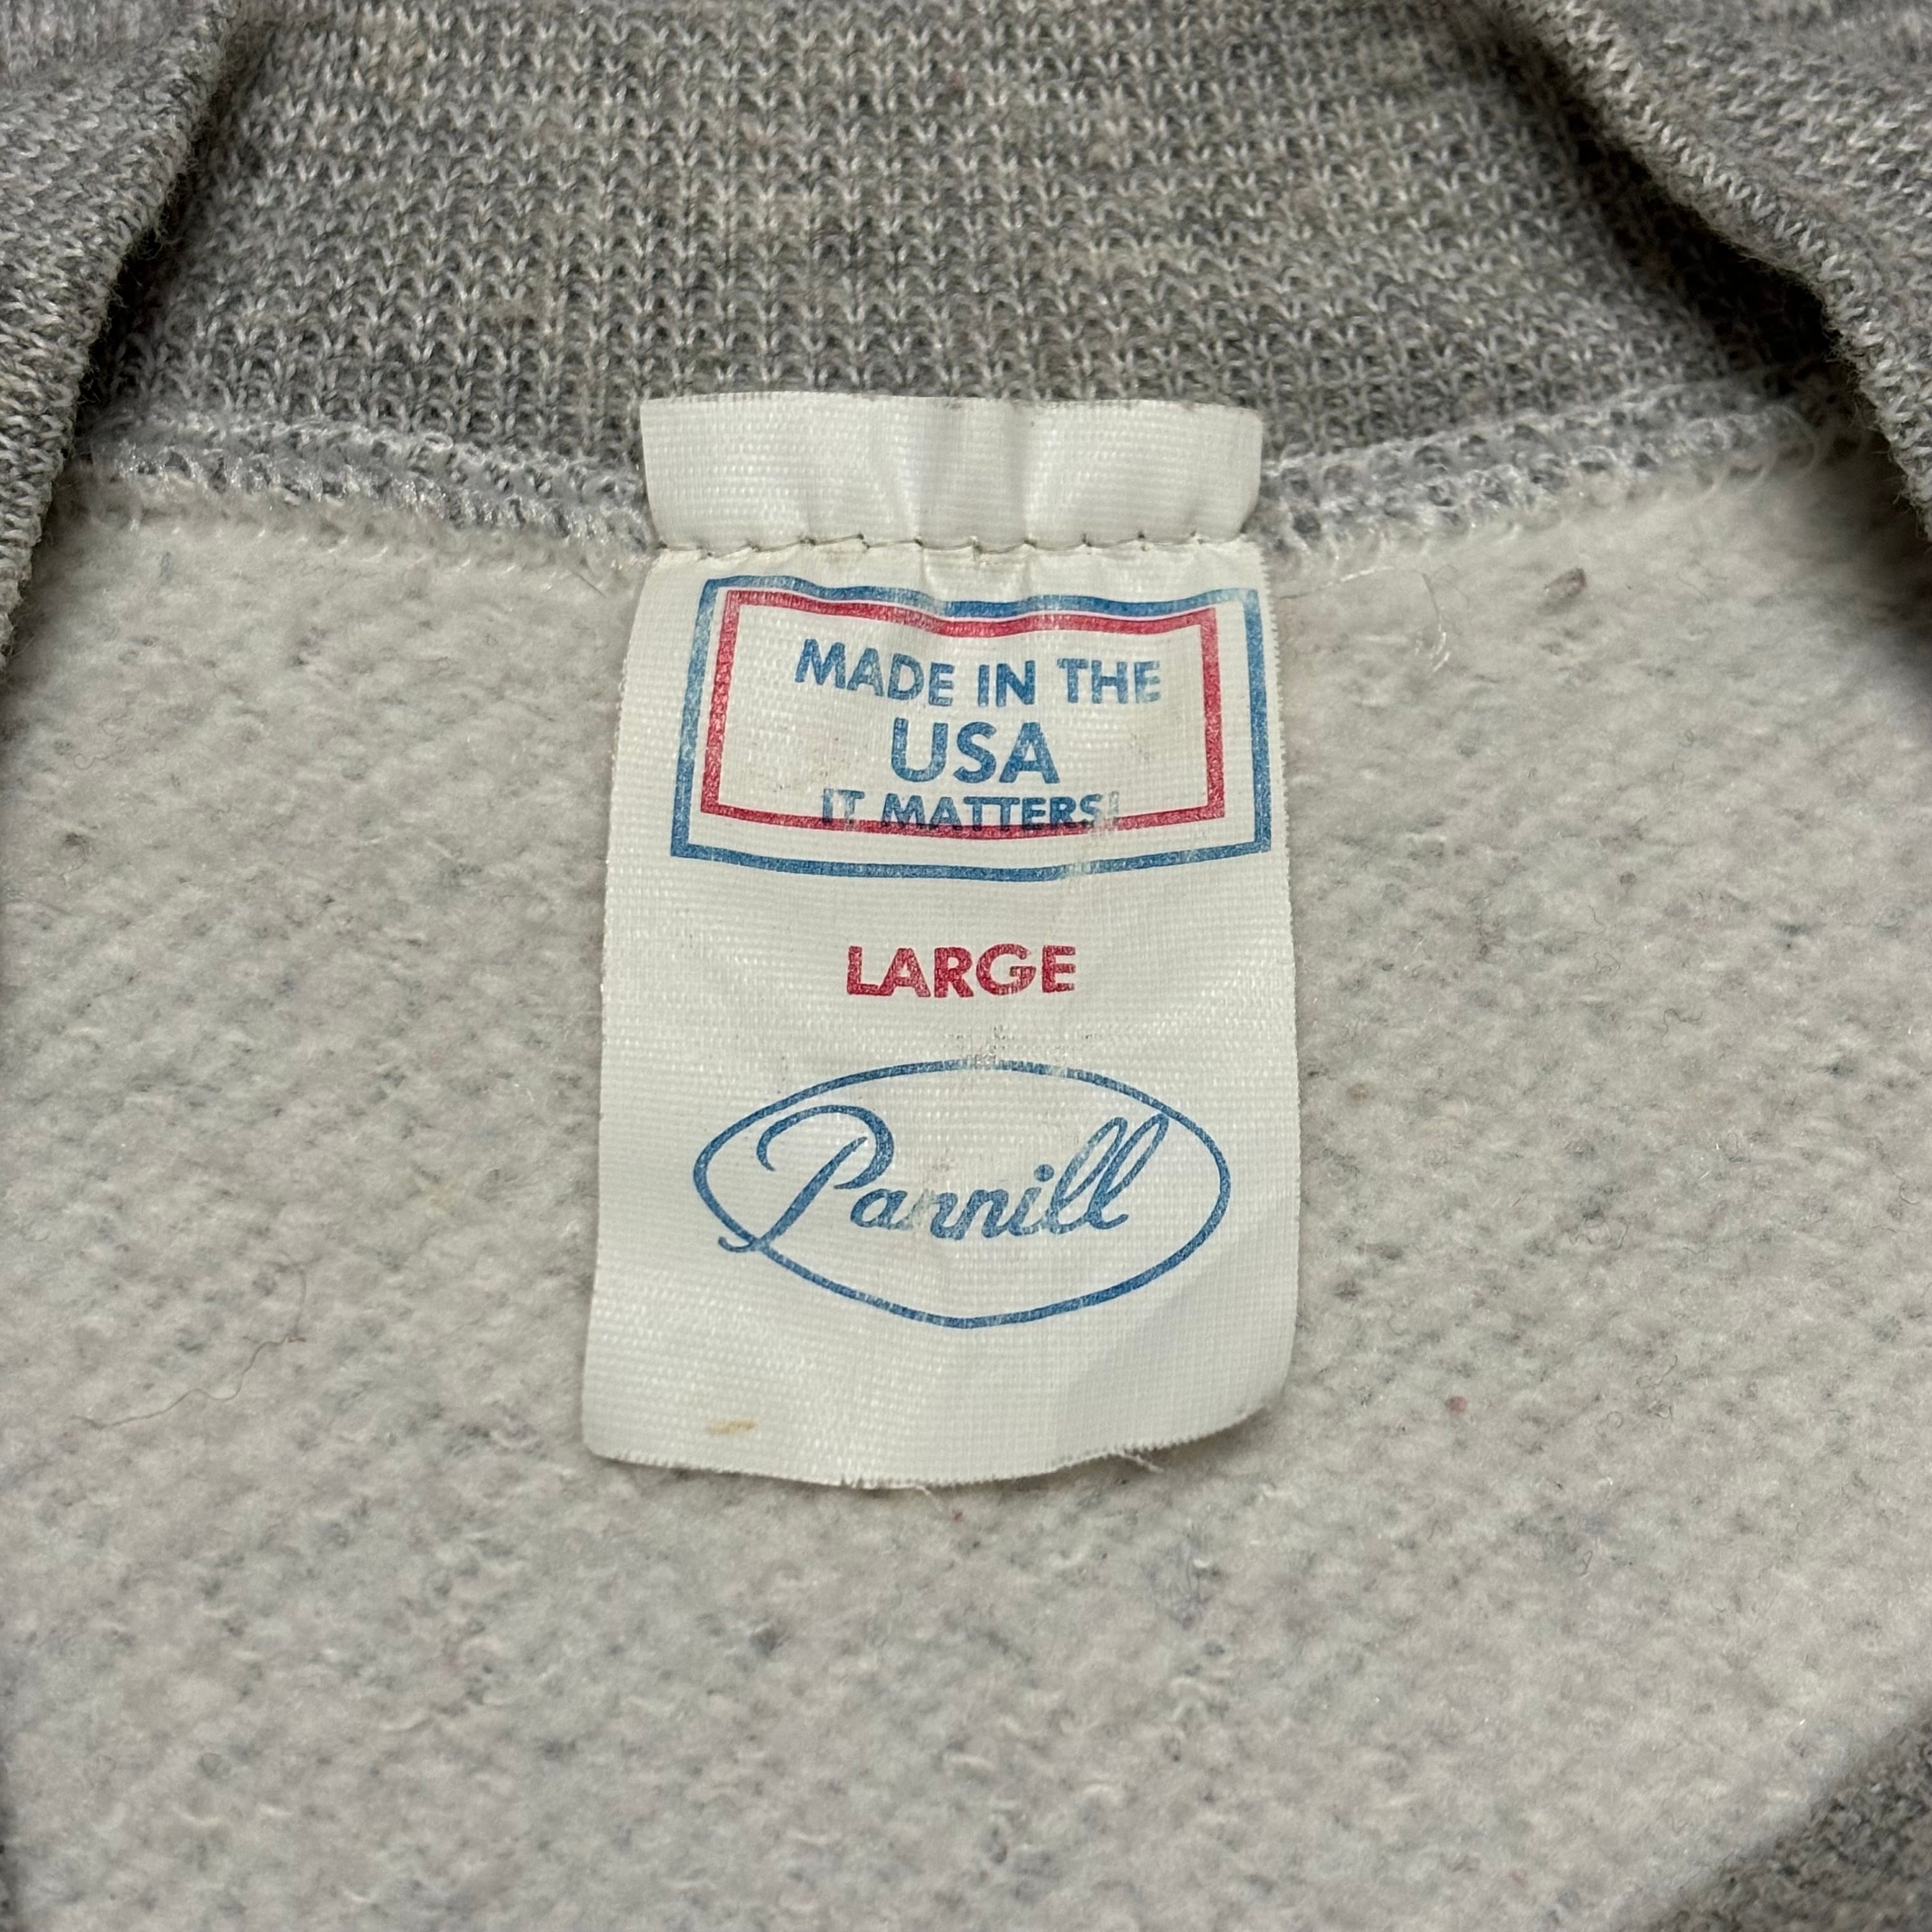 MADE IN THE
USA
IT MATTERS!
LARGE
Pannill